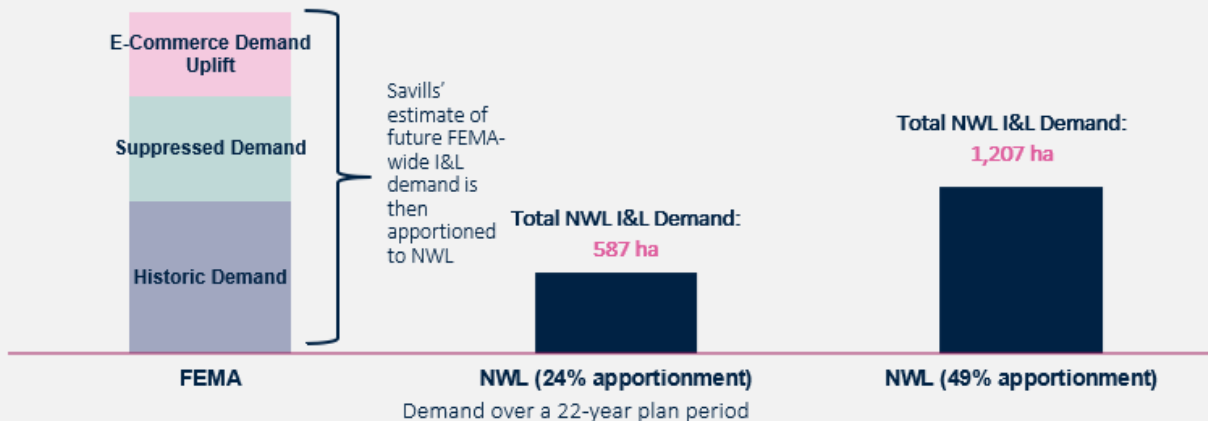 E-Commerce Demand
Uplift
Suppressed Demand
Historic Demand
Savills'
estimate of
future FEMA-
wide I&L
demand is
then
apportioned
to NWL
Total NWL I&L Demand:
587 ha
Total NWL I&L Demand:
1,207 ha
FEMA
NWL (24% apportionment)
NWL (49% apportionment)
Demand over a 22-year plan period